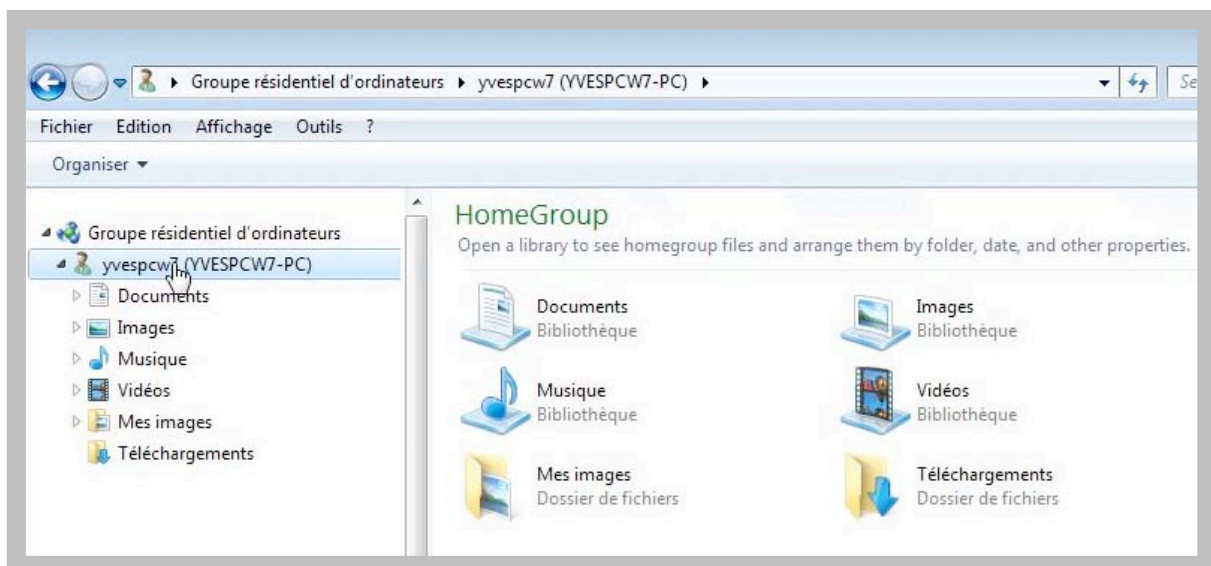 Groupe résidentiel d'ordinateurs yvespcw7 (YVESPCW7-PC) Se
Fichier Edition Affichage Outils ?
Organiser
Groupe résidentiel d'ordinateurs
yvespcw7 (YVESPCW7-PC)
Documents
Images
Musique
Vidéos
Mes images
Téléchargements
HomeGroup
Open a library to see homegroup files and arrange them by folder, date, and other properties.
Documents
Bibliothèque
Images
Bibliothèque
Musique
Bibliothèque
Vidéos
Bibliothèque
Mes images
Dossier de fichiers
Téléchargements
Dossier de fichiers